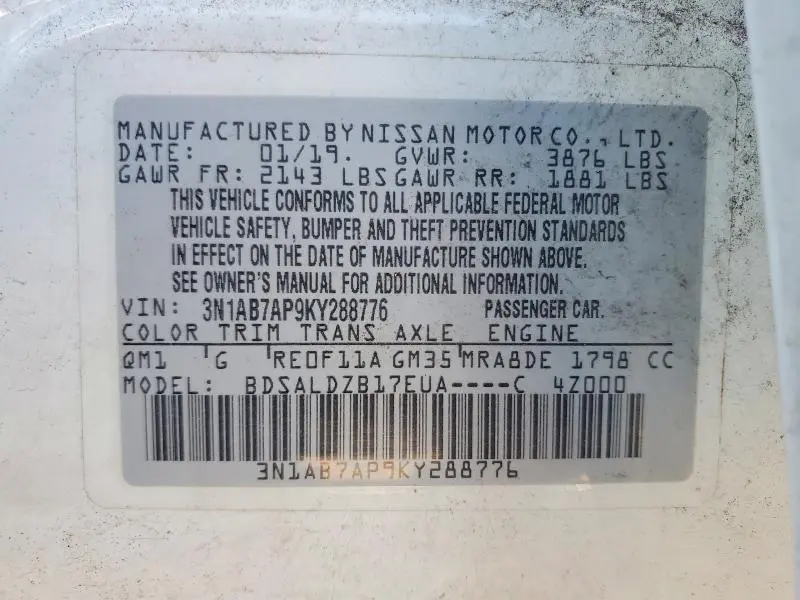 MANUFACTURED BY NISSAN MOTOR CO., LTD.
DATE: 01/19. GVWR: 3876 LBS
GAWR FR: 2143 LBS GAWR RR: 1881 LBS
THIS VEHICLE CONFORMS TO ALL APPLICABLE FEDERAL MOTOR
VEHICLE SAFETY, BUMPER AND THEFT PREVENTION STANDARDS
IN EFFECT ON THE DATE OF MANUFACTURE SHOWN ABOVE.
SEE OWNER'S MANUAL FOR ADDITIONAL INFORMATION.
VIN: 3N1AB7AP9KY288776 PASSENGER CAR.
COLOR TRIM TRANS AXLE ENGINE
QM1 G RE0F11A GM35 MRA8DE 1798 CC
MODEL: BDSALDZB17EUA----C 4Z000
3N1AB7AP9KY288776